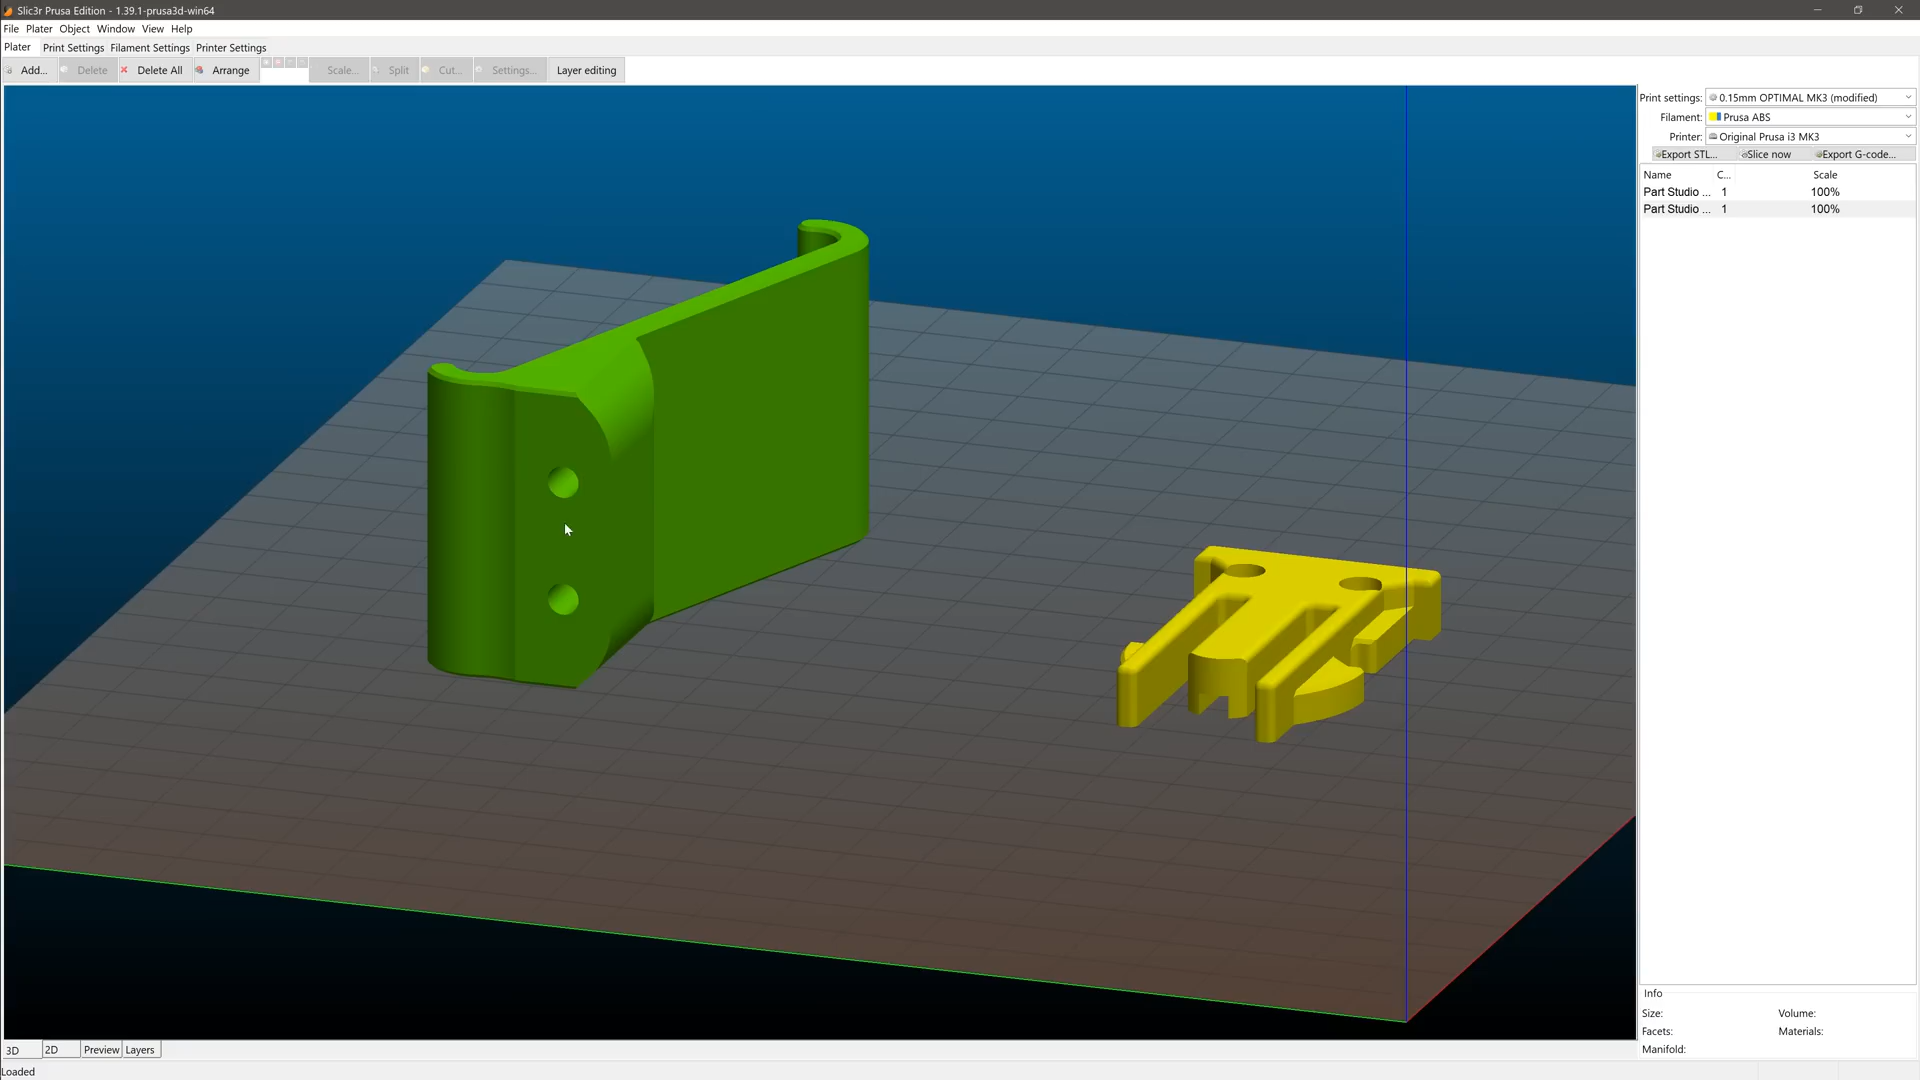 Slic3r Prusa Edition - 1.39.1-prusa3d-win64
File Plater Object Window View Help
Plater Print Settings Filament Settings Printer Settings
Add... Delete Delete All Arrange Scale... Split Cut... Settings... Layer editing
Print settings: 0.15mm OPTIMAL MK3 (modified)
Filament: Prusa ABS
Printer: Original Prusa i3 MK3
Export STL... Slice now Export G-code...
Name C... Scale
Part Studio ... 1 100%
Part Studio ... 1 100%
Info
Size: Volume:
Facets: Materials:
Manifold:
3D 2D Preview Layers
Loaded